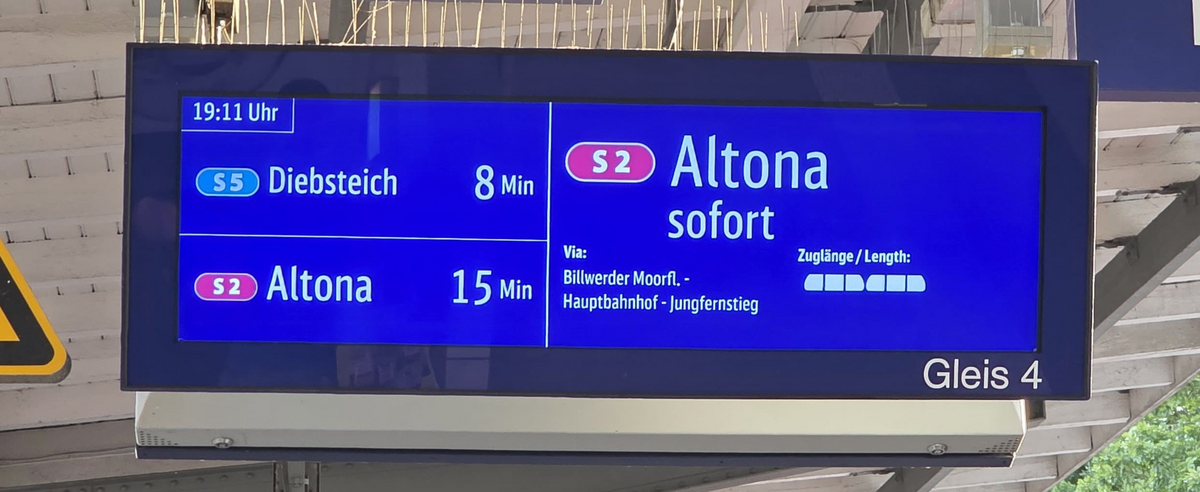 19:11 Uhr
S5 Diebsteich 8 Min
S2 Altona 15 Min
S2 Altona
sofort
Via:
Billwerder Moorfl. -
Hauptbahnhof - Jungfernstieg
Zuglänge / Length:
Gleis 4